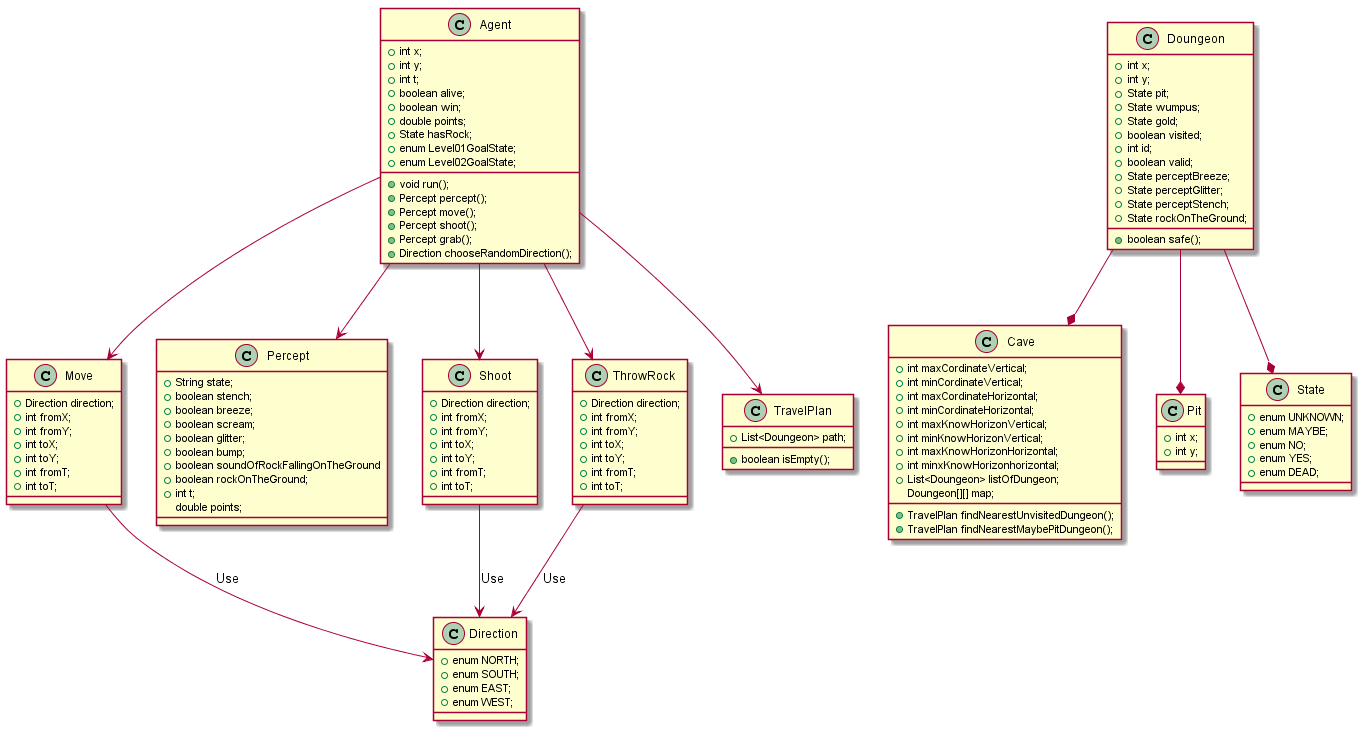 C Agent
int x;
int y;
int t;
boolean alive;
boolean win;
double points;
State hasRock;
enum Level01GoalState;
enum Level02GoalState;
void run();
Percept percept();
Percept move();
Percept shoot();
Percept grab();
Direction chooseRandomDirection();
C Doungeon
int x;
int y;
State pit;
State wumpus;
State gold;
boolean visited;
int id;
boolean valid;
State perceptBreeze;
State perceptGlitter;
State perceptStench;
State rockOnTheGround;
boolean safe();
C Move
Direction direction;
int fromX;
int fromY;
int toX;
int toY;
int fromT;
int toT;
C Percept
String state;
boolean stench;
boolean breeze;
boolean scream;
boolean glitter;
boolean bump;
boolean soundOfRockFallingOnTheGround
boolean rockOnTheGround;
int t;
double points;
C Shoot
Direction direction;
int fromX;
int fromY;
int toX;
int toY;
int fromT;
int toT;
C ThrowRock
Direction direction;
int fromX;
int fromY;
int toX;
int toY;
int fromT;
int toT;
C TravelPlan
List<Doungeon> path;
boolean isEmpty();
C Cave
int maxCordinateVertical;
int minCordinateVertical;
int maxCordinateHorizontal;
int minCordinateHorizontal;
int maxKnowHorizonVertical;
int minKnowHorizonVertical;
int maxKnowHorizonHorizontal;
int minxKnowHorizonhorizontal;
List<Doungeon> listOfDungeon;
Doungeon[][] map;
TravelPlan findNearestUnvisitedDungeon();
TravelPlan findNearestMaybePitDungeon();
C Pit
int x;
int y;
C State
enum UNKNOWN;
enum MAYBE;
enum NO;
enum YES;
enum DEAD;
Use
Use
Use
C Direction
enum NORTH;
enum SOUTH;
enum EAST;
enum WEST;